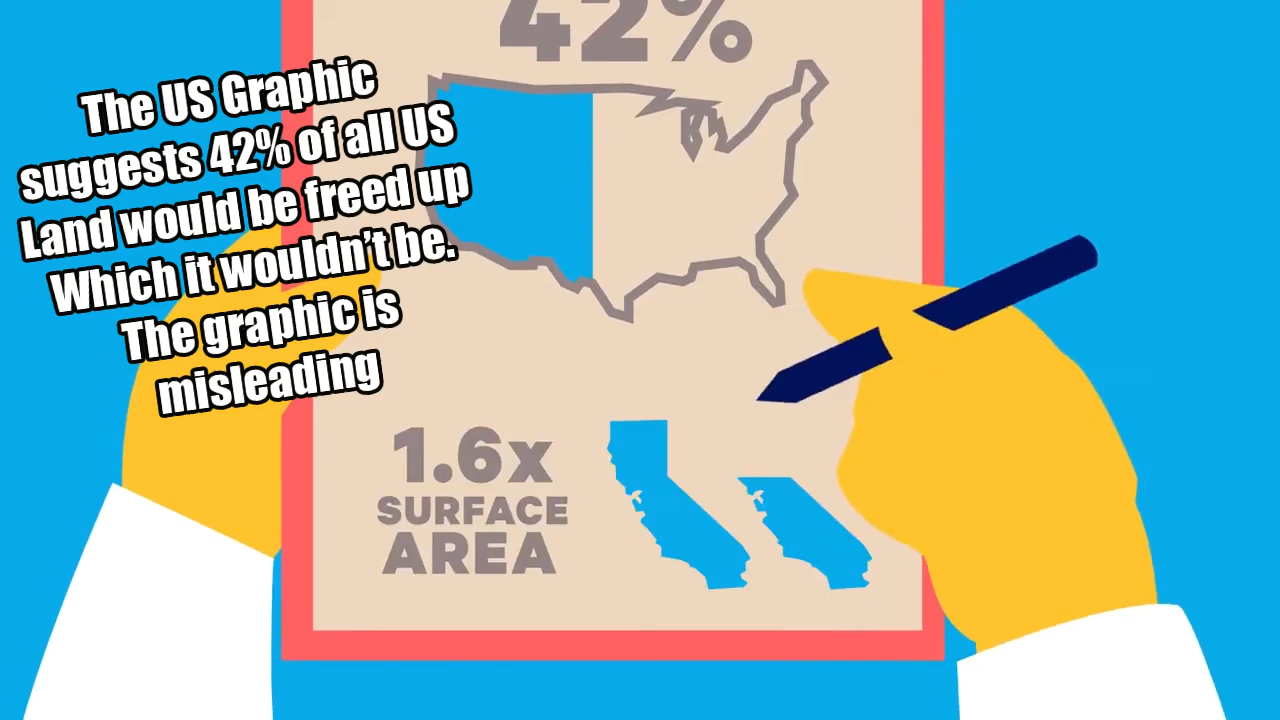 42%
The US Graphic
suggests 42% of all US
Land would be freed up
Which it wouldn't be.
The graphic is
misleading
1.6x
SURFACE
AREA